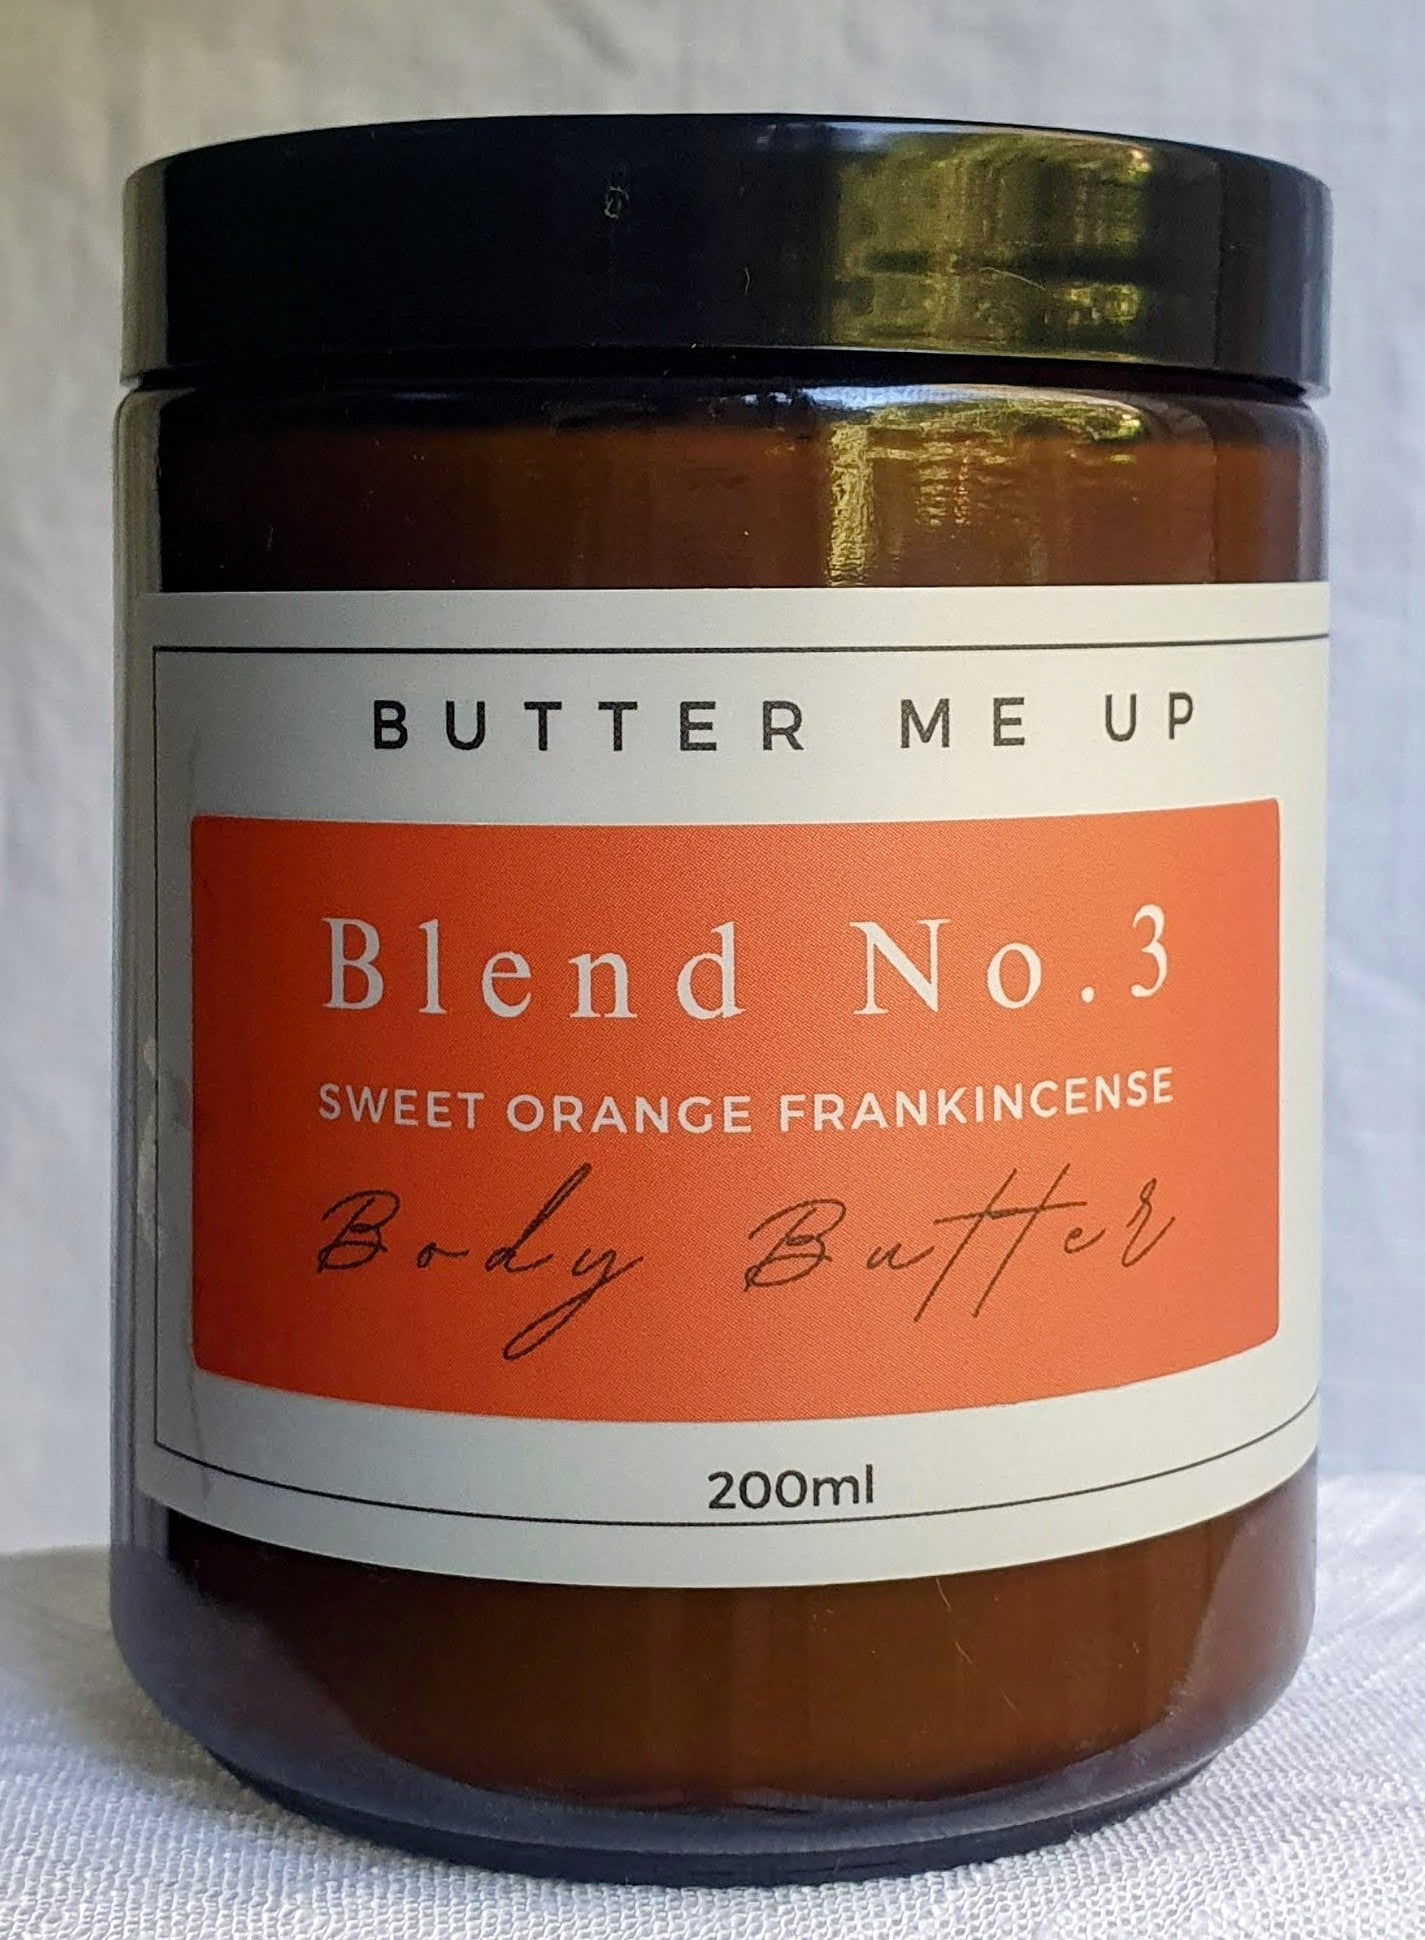 BUTTER ME UP
Blend No.3
SWEET ORANGE FRANKINCENSE
Body Butter
200ml